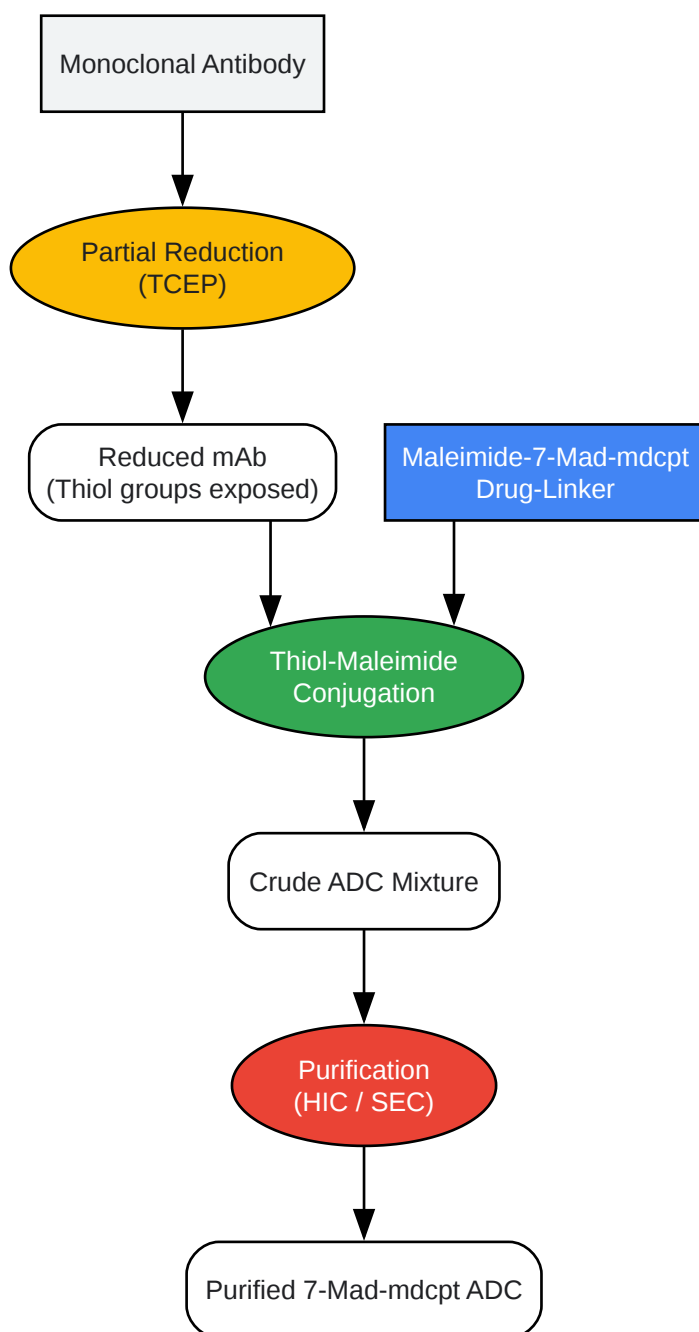 Monoclonal Antibody
Partial Reduction
(TCEP)
Reduced mAb
(Thiol groups exposed)
Maleimide-7-Mad-mdcpt
Drug-Linker
Thiol-Maleimide
Conjugation
Crude ADC Mixture
Purification
(HIC / SEC)
Purified 7-Mad-mdcpt ADC